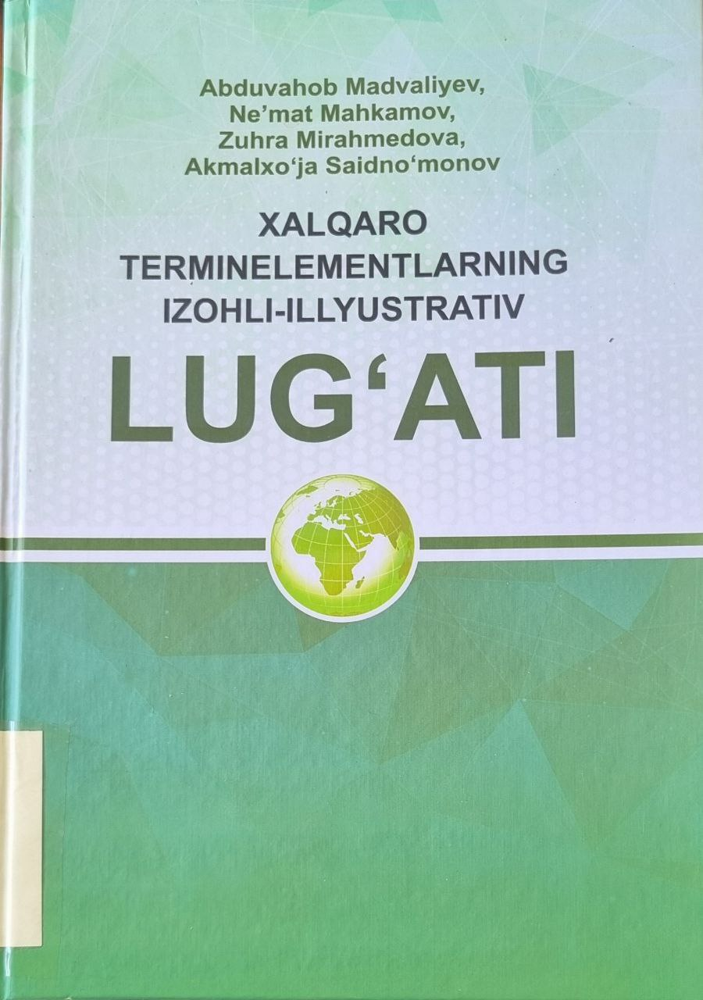 Abduvahob Madvaliyev,
Ne’mat Mahkamov,
Zuhra Mirahmedova,
Akmalxo‘ja Saidno‘monov
XALQARO
TERMINELEMENTLARNING
IZOHLI-ILLYUSTRATIV
LUG‘ATI